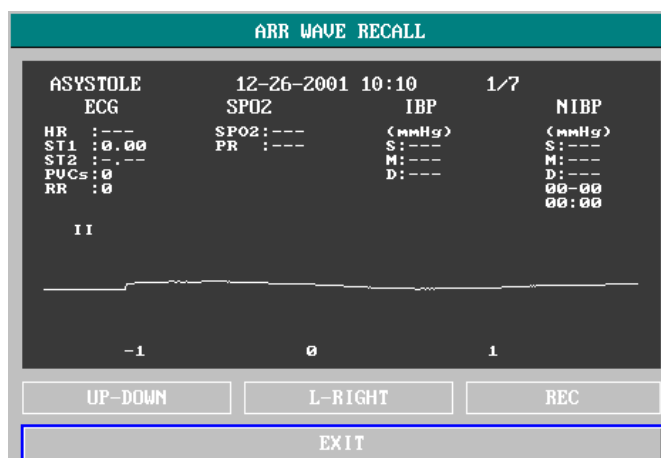 ARR WAVE RECALL
ASYSTOLE 12-26-2001 10:10 1/7
ECG SPO2 IBP NIBP
HR :--- SPO2:--- (mmHg) (mmHg)
ST1 :0.00 PR :--- S:--- S:---
ST2 :-.-- M:--- M:---
PVCs:0 D:--- D:---
RR :0 00-00
00:00
II
-1 0 1
UP-DOWN L-RIGHT REC
EXIT